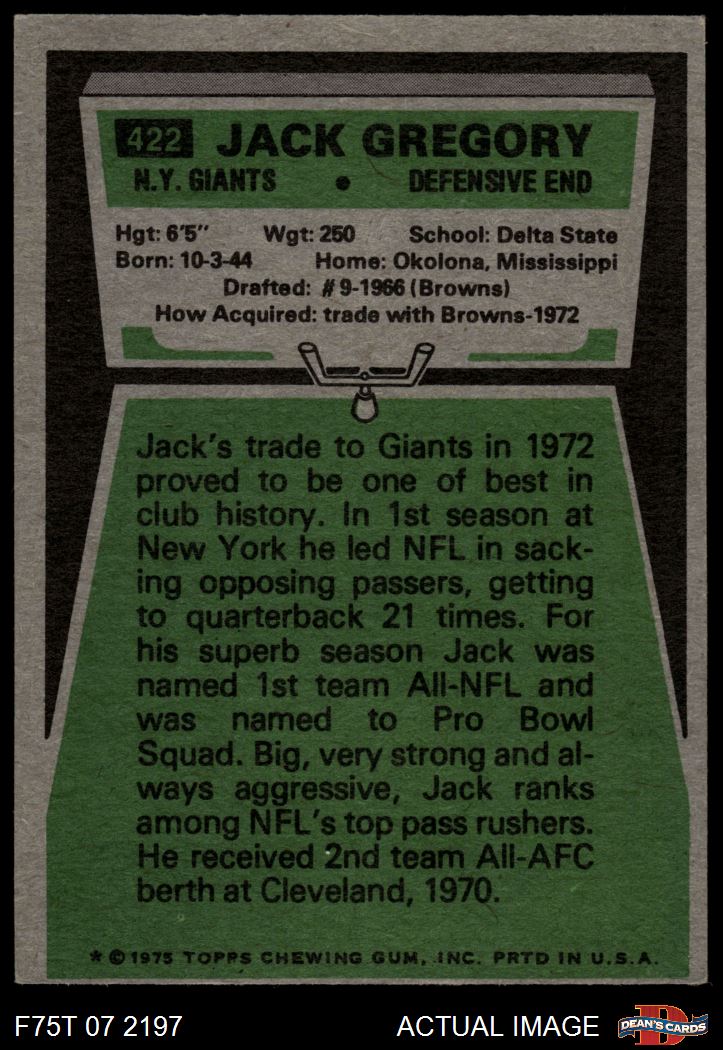 422 JACK GREGORY
N.Y. GIANTS • DEFENSIVE END
Hgt: 6'5" Wgt: 250 School: Delta State
Born: 10-3-44 Home: Okolona, Mississippi
Drafted: #9-1966 (Browns)
How Acquired: trade with Browns-1972
Jack's trade to Giants in 1972
proved to be one of best in
club history. In 1st season at
New York he led NFL in sack-
ing opposing passers, getting
to quarterback 21 times. For
his superb season Jack was
named 1st team All-NFL and
was named to Pro Bowl
Squad. Big, very strong and al-
ways aggressive, Jack ranks
among NFL's top pass rushers.
He received 2nd team All-AFC
berth at Cleveland, 1970.
* © 1975 TOPPS CHEWING GUM, INC. PRTD IN U.S.A.
F75T 07 2197 ACTUAL IMAGE D DEAN'S CARDS